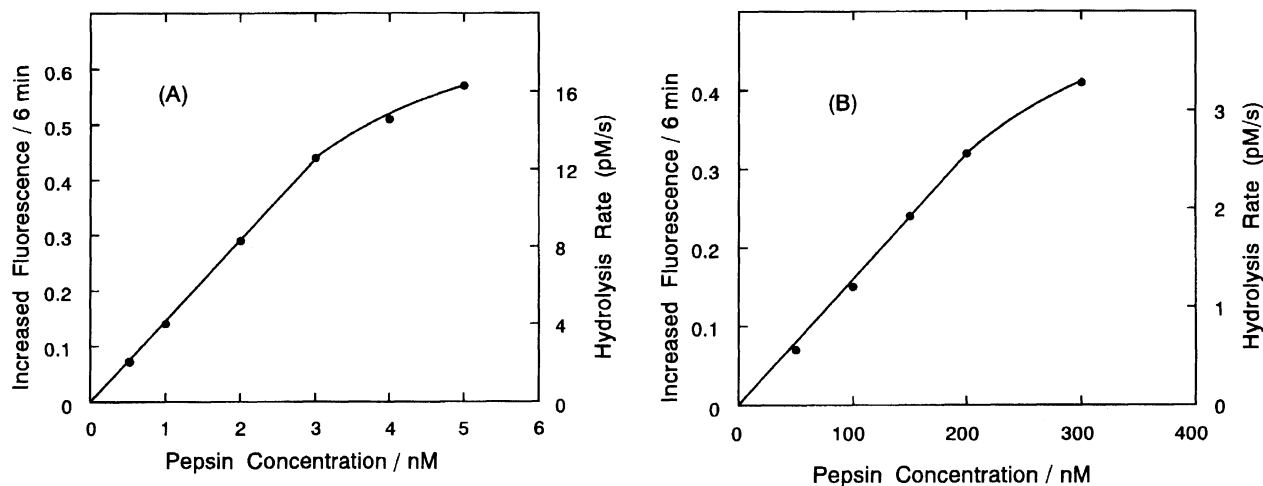 (A)
Increased Fluorescence / 6 min
0.6
0.5
0.4
0.3
0.2
0.1
0
16
12
8
4
0
Hydrolysis Rate (pM/s)
0 1 2 3 4 5 6
Pepsin Concentration / nM
(B)
Increased Fluorescence / 6 min
0.4
0.3
0.2
0.1
0
3
2
1
0
Hydrolysis Rate (pM/s)
0 100 200 300 400
Pepsin Concentration / nM